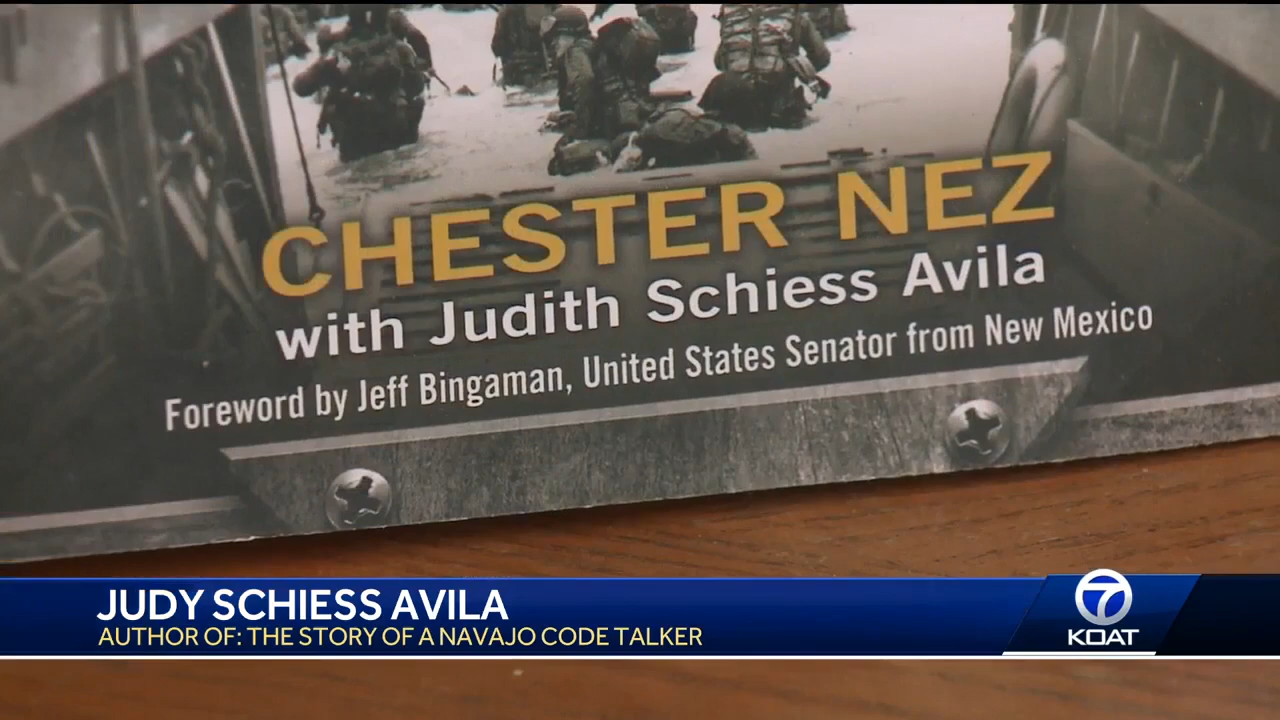 CHESTER NEZ
with Judith Schiess Avila
Foreword by Jeff Bingaman, United States Senator from New Mexico
JUDY SCHIESS AVILA
AUTHOR OF: THE STORY OF A NAVAJO CODE TALKER
7
KOAT